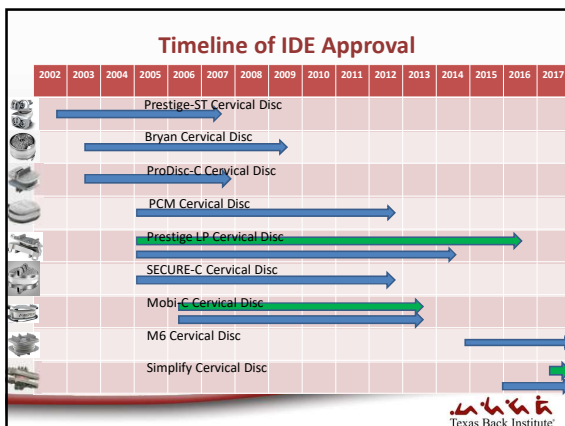 Timeline of IDE Approval
2002 2003 2004 2005 2006 2007 2008 2009 2010 2011 2012 2013 2014 2015 2016 2017
Prestige-ST Cervical Disc
Bryan Cervical Disc
ProDisc-C Cervical Disc
PCM Cervical Disc
Prestige LP Cervical Disc
SECURE-C Cervical Disc
Mobi-C Cervical Disc
M6 Cervical Disc
Simplify Cervical Disc
Texas Back Institute®